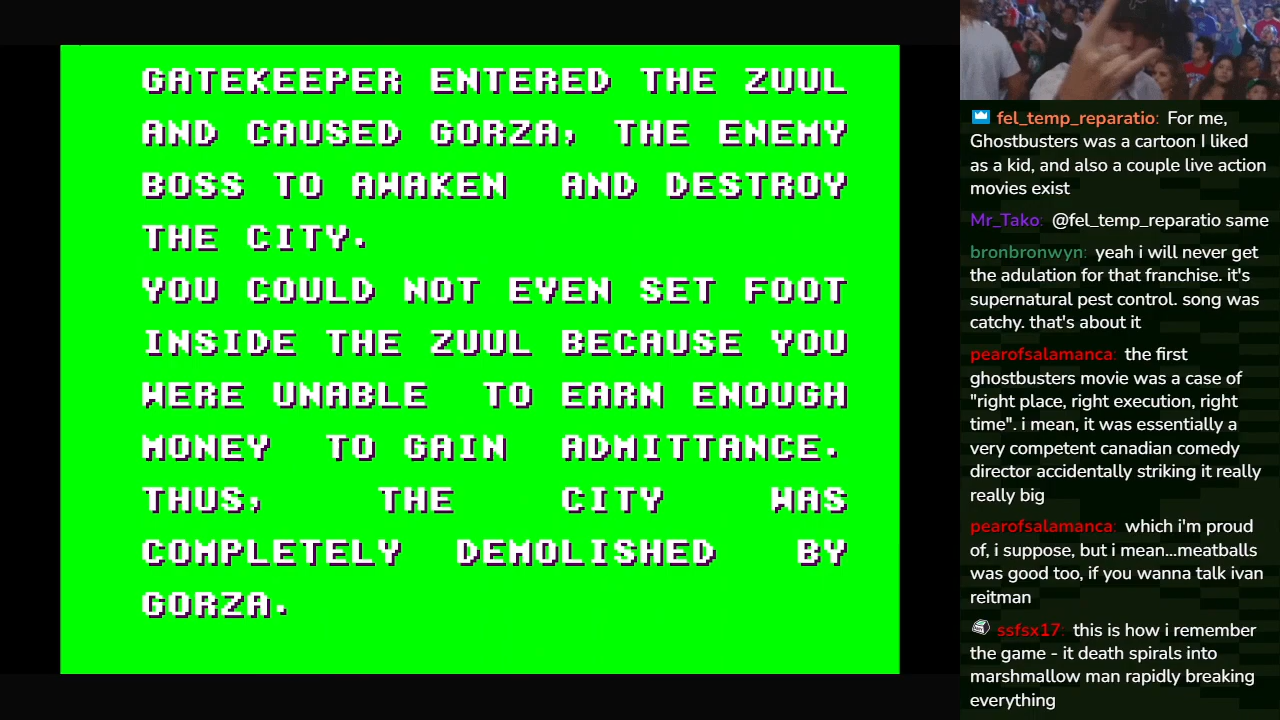 GATEKEEPER ENTERED THE ZUUL
AND CAUSED GORZA, THE ENEMY
BOSS TO AWAKEN AND DESTROY
THE CITY.
YOU COULD NOT EVEN SET FOOT
INSIDE THE ZUUL BECAUSE YOU
WERE UNABLE TO EARN ENOUGH
MONEY TO GAIN ADMITTANCE.
THUS, THE CITY WAS
COMPLETELY DEMOLISHED BY
GORZA.
fel_temp_reparatio: For me,
Ghostbusters was a cartoon I liked
as a kid, and also a couple live action
movies exist
Mr_Tako: @fel_temp_reparatio same
bronbronwyn: yeah i will never get
the adulation for that franchise. it's
supernatural pest control. song was
catchy. that's about it
pearofsalamanca: the first
ghostbusters movie was a case of
"right place, right execution, right
time". i mean, it was essentially a
very competent canadian comedy
director accidentally striking it really
really big
pearofsalamanca: which i'm proud
of, i suppose, but i mean...meatballs
was good too, if you wanna talk ivan
reitman
ssfsx17: this is how i remember
the game - it death spirals into
marshmallow man rapidly breaking
everything